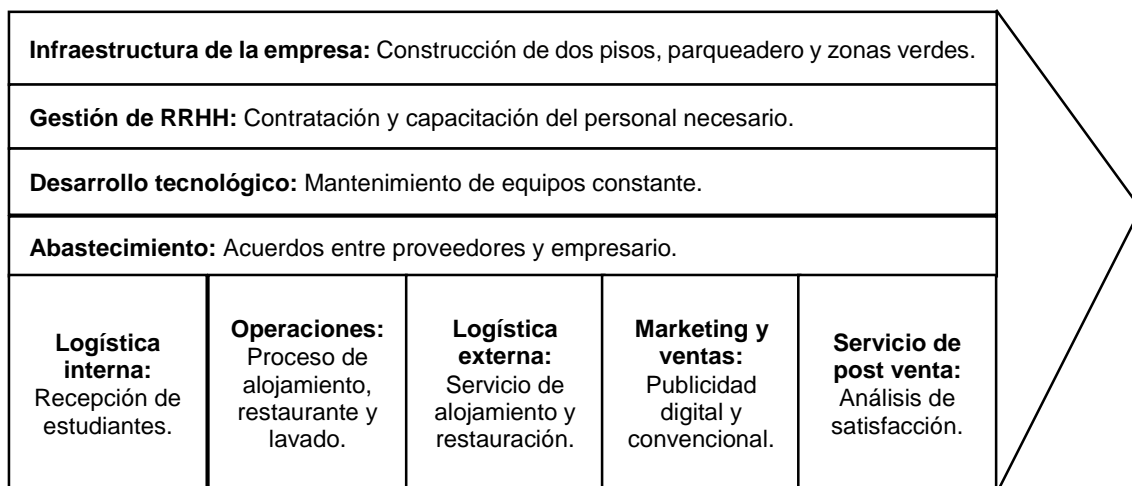 Infraestructura de la empresa: Construcción de dos pisos, parqueadero y zonas verdes.
Gestión de RRHH: Contratación y capacitación del personal necesario.
Desarrollo tecnológico: Mantenimiento de equipos constante.
Abastecimiento: Acuerdos entre proveedores y empresario.
Logística
interna:
Recepción de
estudiantes.
Operaciones:
Proceso de
alojamiento,
restaurante y
lavado.
Logística
externa:
Servicio de
alojamiento y
restauración.
Marketing y
ventas:
Publicidad
digital y
convencional.
Servicio de
post venta:
Análisis de
satisfacción.